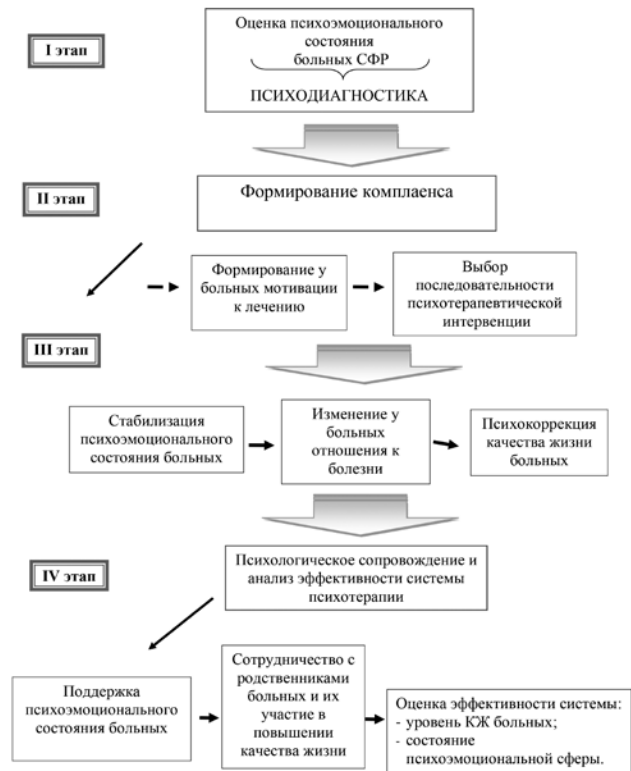 I этап
Оценка психоэмоционального
состояния
больных СФР
ПСИХОДИАГНОСТИКА
II этап
Формирование комплаенса
Формирование у
больных мотивации
к лечению
Выбор
последовательности
психотерапевтической
интервенции
III этап
Стабилизация
психоэмоционального
состояния больных
Изменение у
больных
отношения к
болезни
Психокоррекция
качества жизни
больных
IV этап
Психологическое сопровождение и
анализ эффективности системы
психотерапии
Поддержка
психоэмоционального
состояния больных
Сотрудничество с
родственниками
больных и их
участие в
повышении
качества жизни
Оценка эффективности системы:
- уровень КЖ больных;
- состояние
психоэмоциональной сферы.